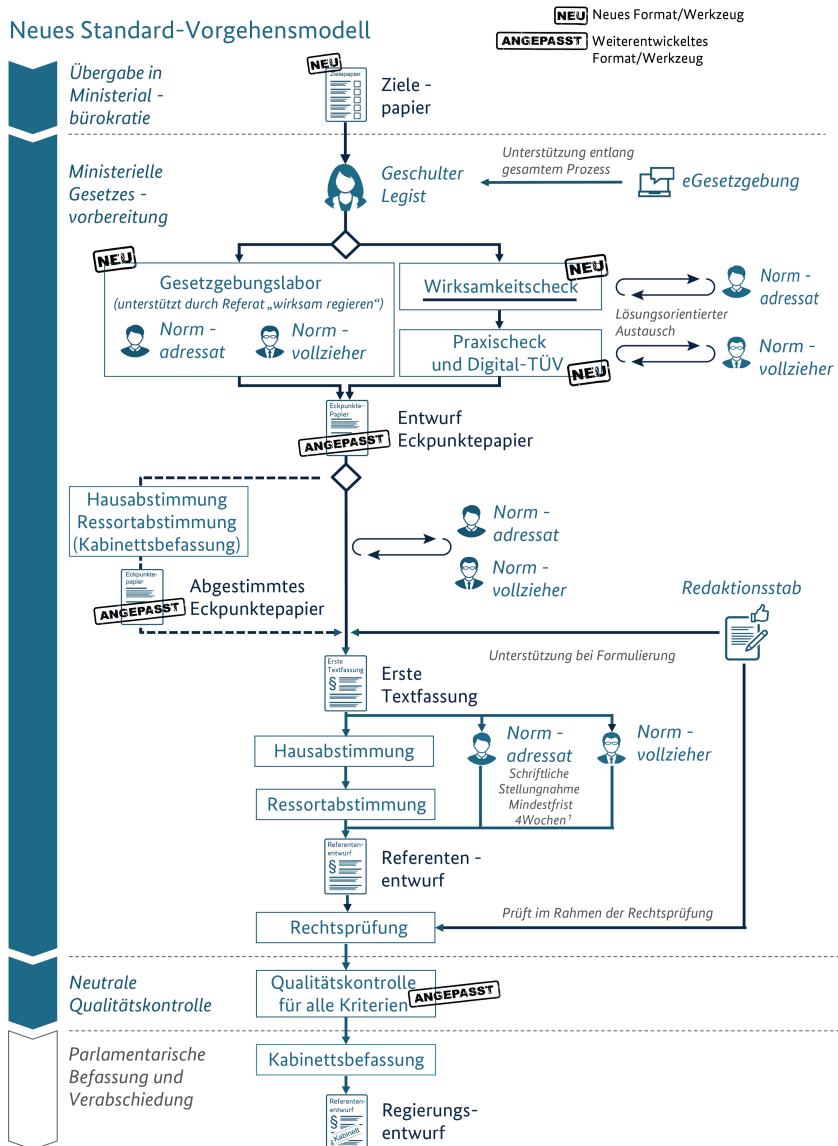 Neues Standard-Vorgehensmodell
NEU Neues Format/Werkzeug
ANGEPASST Weiterentwickeltes
Format/Werkzeug
Übergabe in
Ministerial -
bürokratie
NEU
Zielepapier
Ziele -
papier
Ministerielle
Gesetzes -
vorbereitung
Geschulter
Legist
Unterstützung entlang
gesamtem Prozess
eGesetzgebung
NEU
Gesetzgebungslabor
(unterstützt durch Referat „wirksam regieren“)
Norm -
adressat
Norm -
vollzieher
NEU
Wirksamkeitscheck
Praxischeck
und Digital-TÜV
NEU
Norm -
adressat
Lösungsorientierter
Austausch
Norm -
vollzieher
Eckpunkte-
Papier
ANGEPASST
Entwurf
Eckpunktepapier
Hausabstimmung
Ressortabstimmung
(Kabinettsbefassung)
Norm -
adressat
Norm -
vollzieher
Eckpunkte-
papier
ANGEPASST
Abgestimmtes
Eckpunktepapier
Redaktionsstab
Unterstützung bei Formulierung
Erste
Textfassung
§
Erste
Textfassung
Hausabstimmung
Ressortabstimmung
Norm -
adressat
Norm -
vollzieher
Schriftliche
Stellungnahme
Mindestfrist
4Wochen¹
Referenten-
entwurf
§
Referenten -
entwurf
Rechtsprüfung
Prüft im Rahmen der Rechtsprüfung
Neutrale
Qualitätskontrolle
Qualitätskontrolle
für alle Kriterien
ANGEPASST
Parlamentarische
Befassung und
Verabschiedung
Kabinettsbefassung
Referenten-
entwurf
§
Kabinett
Regierungs-
entwurf